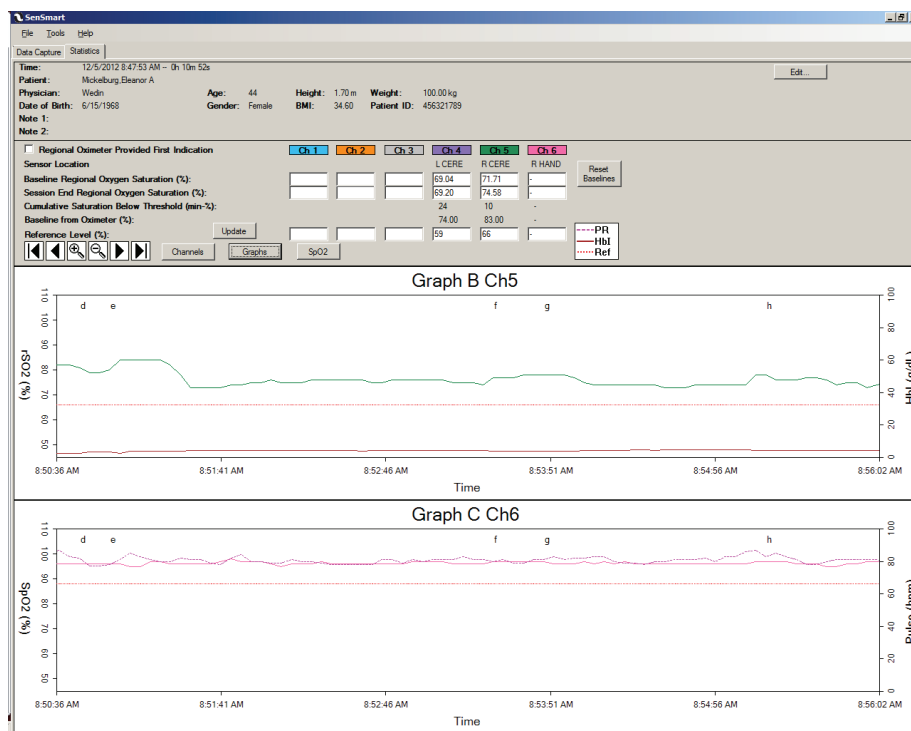 SenSmart
File Tools Help
Data Capture Statistics
Time: 12/5/2012 8:47:53 AM -- 0h 10m 52s
Edit...
Patient: Mickelburg,Eleanor A
Physician: Wedin Age: 44 Height: 1.70 m Weight: 100.00 kg
Date of Birth: 6/15/1968 Gender: Female BMI: 34.60 Patient ID: 456321789
Note 1:
Note 2:
Regional Oximeter Provided First Indication Ch 1 Ch 2 Ch 3 Ch 4 Ch 5 Ch 6
Sensor Location L CERE R CERE R HAND
Reset Baselines
Baseline Regional Oxygen Saturation (%): 69.04 71.71 -
Session End Regional Oxygen Saturation (%): 69.20 74.58 -
Cumulative Saturation Below Threshold (min-%): 24 10 -
Baseline from Oximeter (%): 74.00 83.00 -
Update
Reference Level (%): 59 66 -
Channels Graphs SpO2
PR
HbI
Ref
Graph B Ch5
110 100 90 80 70 60 50
rSO2 (%)
d e f g h
100 80 60 40 20 0
HbI (g/dL)
8:50:36 AM 8:51:41 AM 8:52:46 AM 8:53:51 AM 8:54:56 AM 8:56:02 AM
Time
Graph C Ch6
110 100 90 80 70 60 50
SpO2 (%)
d e f g h
100 80 60 40 20 0
Pulse (bpm)
8:50:36 AM 8:51:41 AM 8:52:46 AM 8:53:51 AM 8:54:56 AM 8:56:02 AM
Time